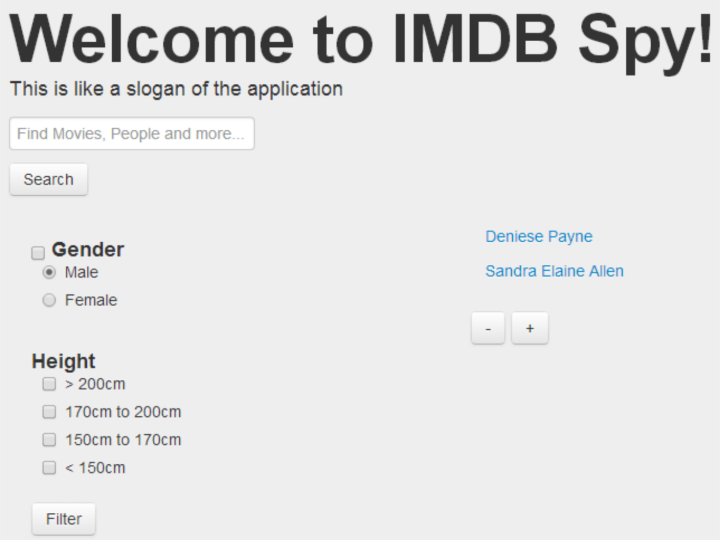 Welcome to IMDB Spy!
This is like a slogan of the application
Find Movies, People and more...
Search
Gender
Male
Female
Height
> 200cm
170cm to 200cm
150cm to 170cm
< 150cm
Filter
Deniese Payne
Sandra Elaine Allen
- +